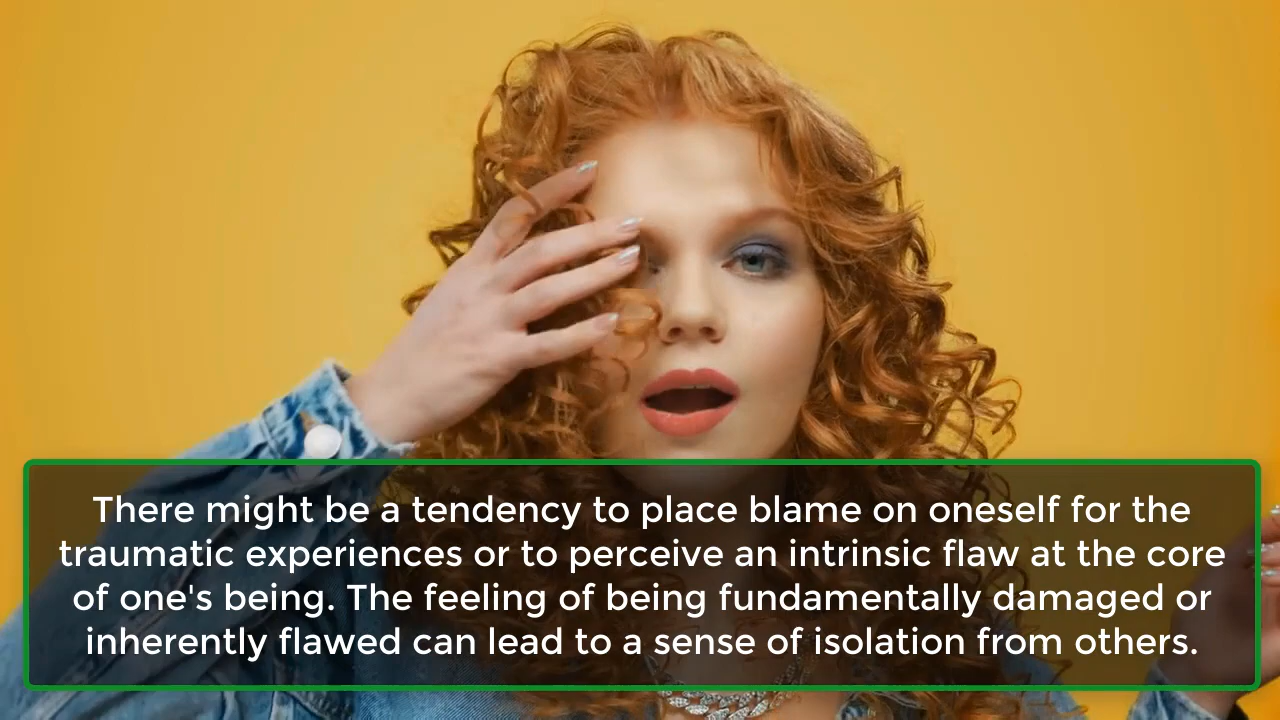 There might be a tendency to place blame on oneself for the
traumatic experiences or to perceive an intrinsic flaw at the core
of one's being. The feeling of being fundamentally damaged or
inherently flawed can lead to a sense of isolation from others.